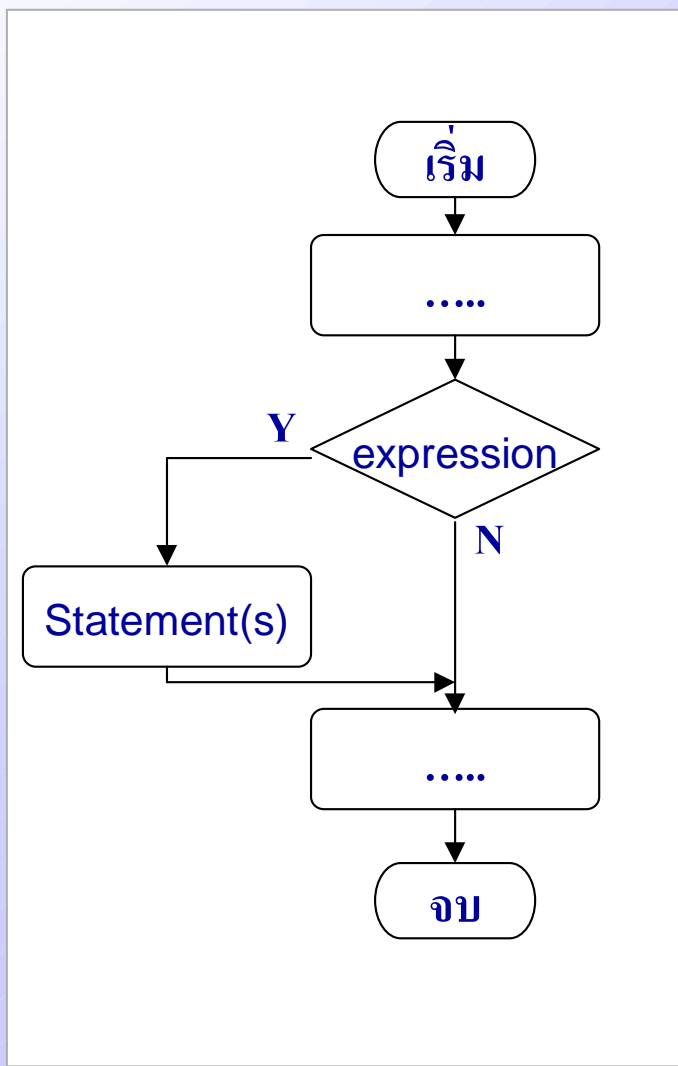 เริ่ม
.....
Y
expression
N
Statement(s)
.....
จบ